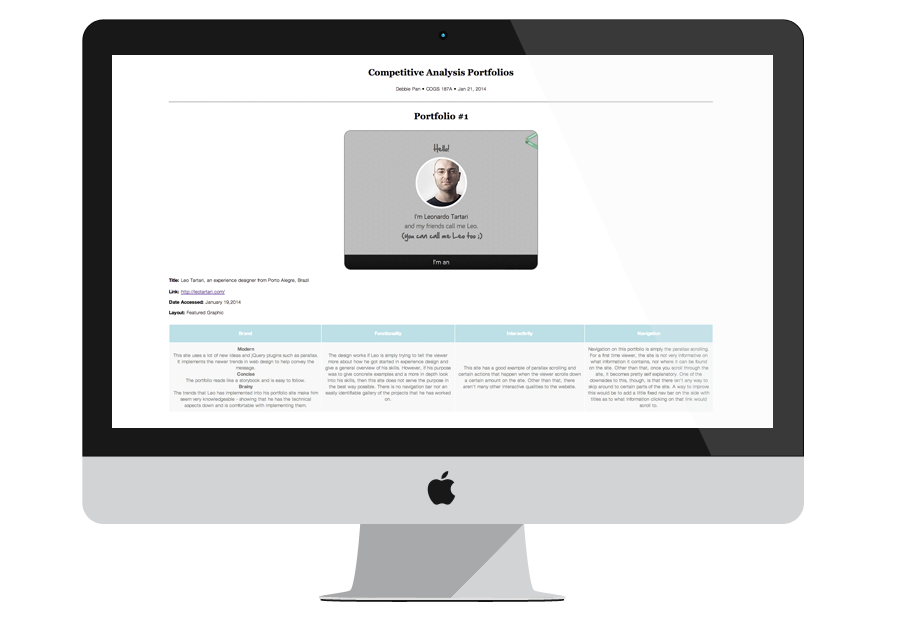 Competitive Analysis Portfolios
Debbie Pan • COGS 187A • Jan 21, 2014
Portfolio #1
Hello!
I'm Leonardo Tartari
and my friends call me Leo.
(you can call me Leo too ;)
I'm an
Title: Leo Tartari, an experience designer from Porto Alegre, Brazil
Link: http://leotartari.com/
Date Accessed: January 19,2014
Layout: Featured Graphic
Brand
Modern
This site uses a lot of new ideas and jQuery plugins such as parallax.
It implements the newer trends in web design to help convey the
message.
Concise
The portfolio reads like a storybook and is easy to follow.
Brainy
The trends that Leo has implemented into his portfolio site make him
seem very knowledgeable - showing that he has the technical
aspects down and is comfortable with implementing them.
Functionality
The design works if Leo is simply trying to tell the viewer
more about how he got started in experience design and
give a general overview of his skills. However, if his purpose
was to give concrete examples and a more in depth look
into his skills, then this site does not serve the purpose in
the best way possible. There is no navigation bar nor an
easily identifiable gallery of the projects that he has worked
on.
Interactivity
This site has a good example of parallax scrolling and
certain actions that happen when the viewer scrolls down
a certain amount on the site. Other than that, there
aren't many other interactive qualities to the website.
Navigation
Navigation on this portfolio is simply the parallax scrolling.
For a first time viewer, the site is not very informative on
what information it contains, nor where it can be found
on the site. Other than that, once you scroll through the
site, it becomes pretty self explanatory. One of the
downsides to this, though, is that there isn't any way to
skip around to certain parts of the site. A way to improve
this would be to add a little fixed nav bar on the side with
titles as to what information clicking on that link would
scroll to.